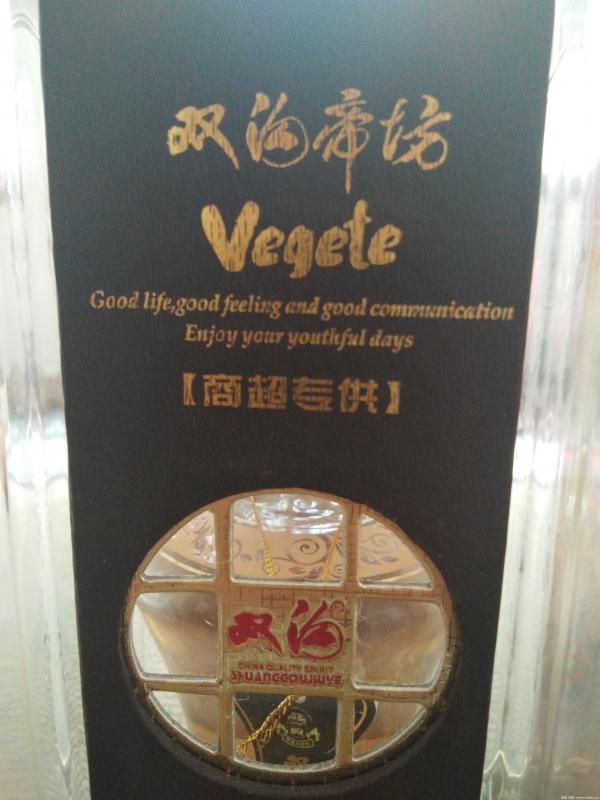 双沟帝坊
Vegete
Good life,good feeling and good communication
Enjoy your youthful days
【商超专供】
双沟
CHINA QUALITY SPIRIT
SHUANGGOUJIUYE